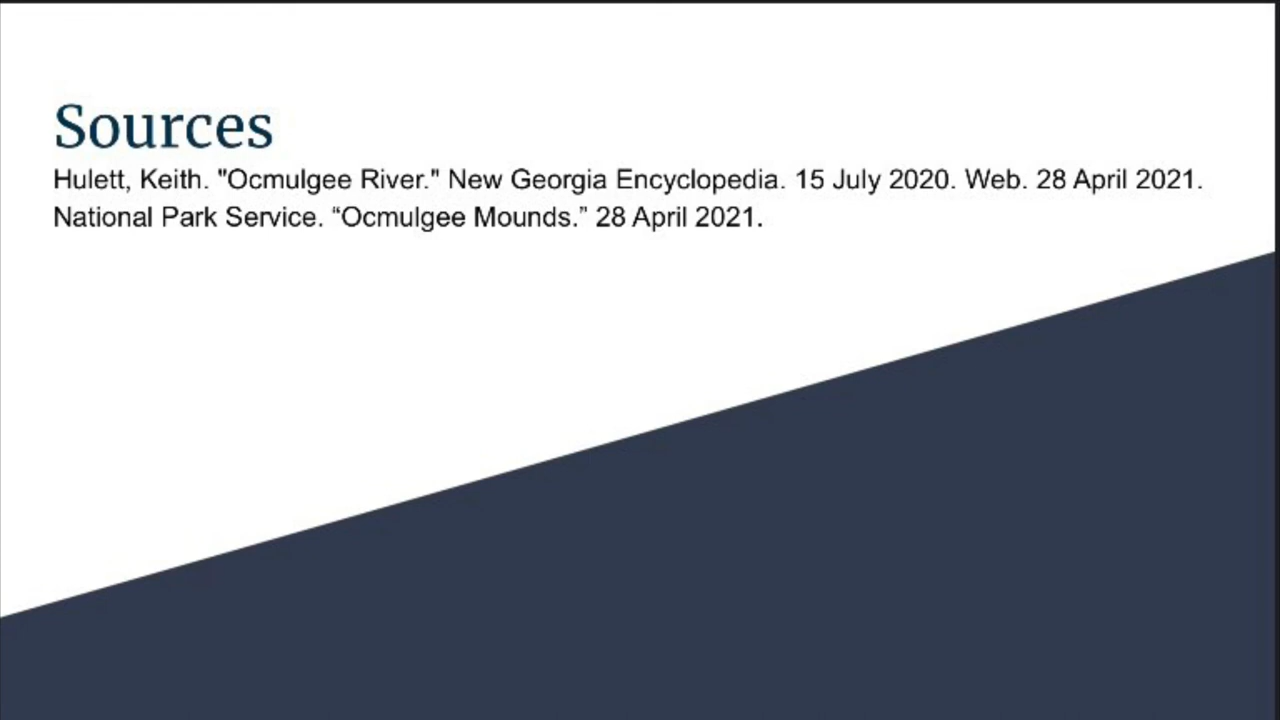 Sources
Hulett, Keith. "Ocmulgee River." New Georgia Encyclopedia. 15 July 2020. Web. 28 April 2021.
National Park Service. “Ocmulgee Mounds.” 28 April 2021.